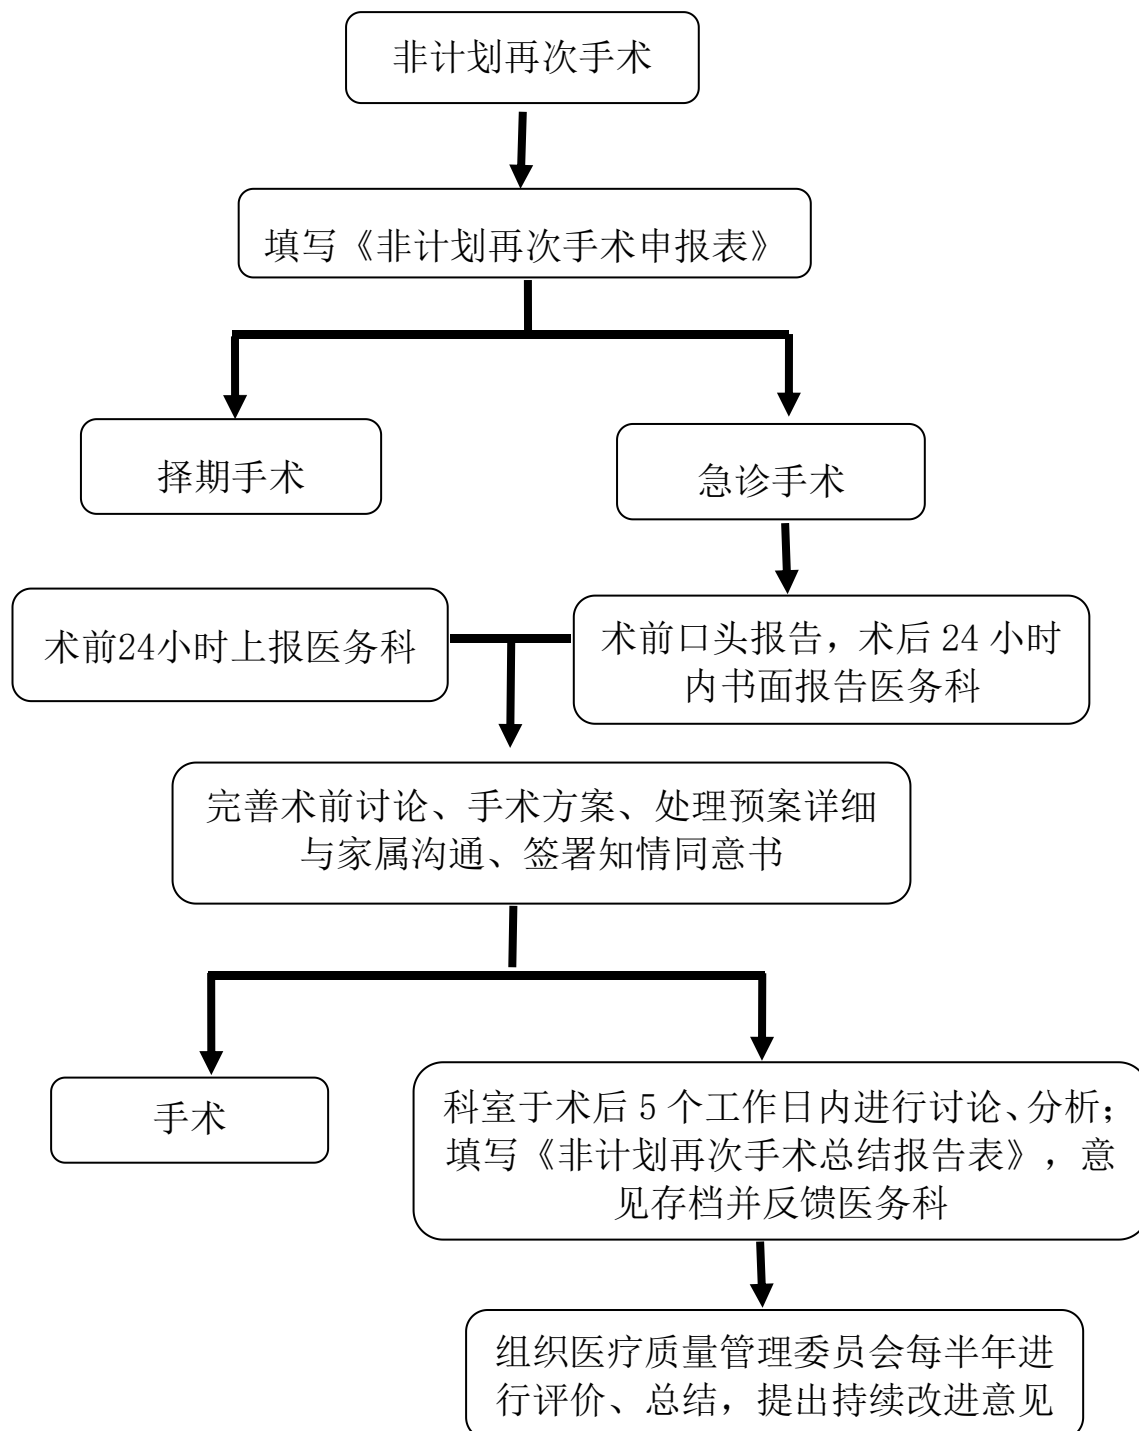 非计划再次手术
填写《非计划再次手术申报表》
择期手术
急诊手术
术前24小时上报医务科
术前口头报告，术后 24 小时
内书面报告医务科
完善术前讨论、手术方案、处理预案详细
与家属沟通、签署知情同意书
手术
科室于术后 5 个工作日内进行讨论、分析；
填写《非计划再次手术总结报告表》，意
见存档并反馈医务科
组织医疗质量管理委员会每半年进
行评价、总结，提出持续改进意见